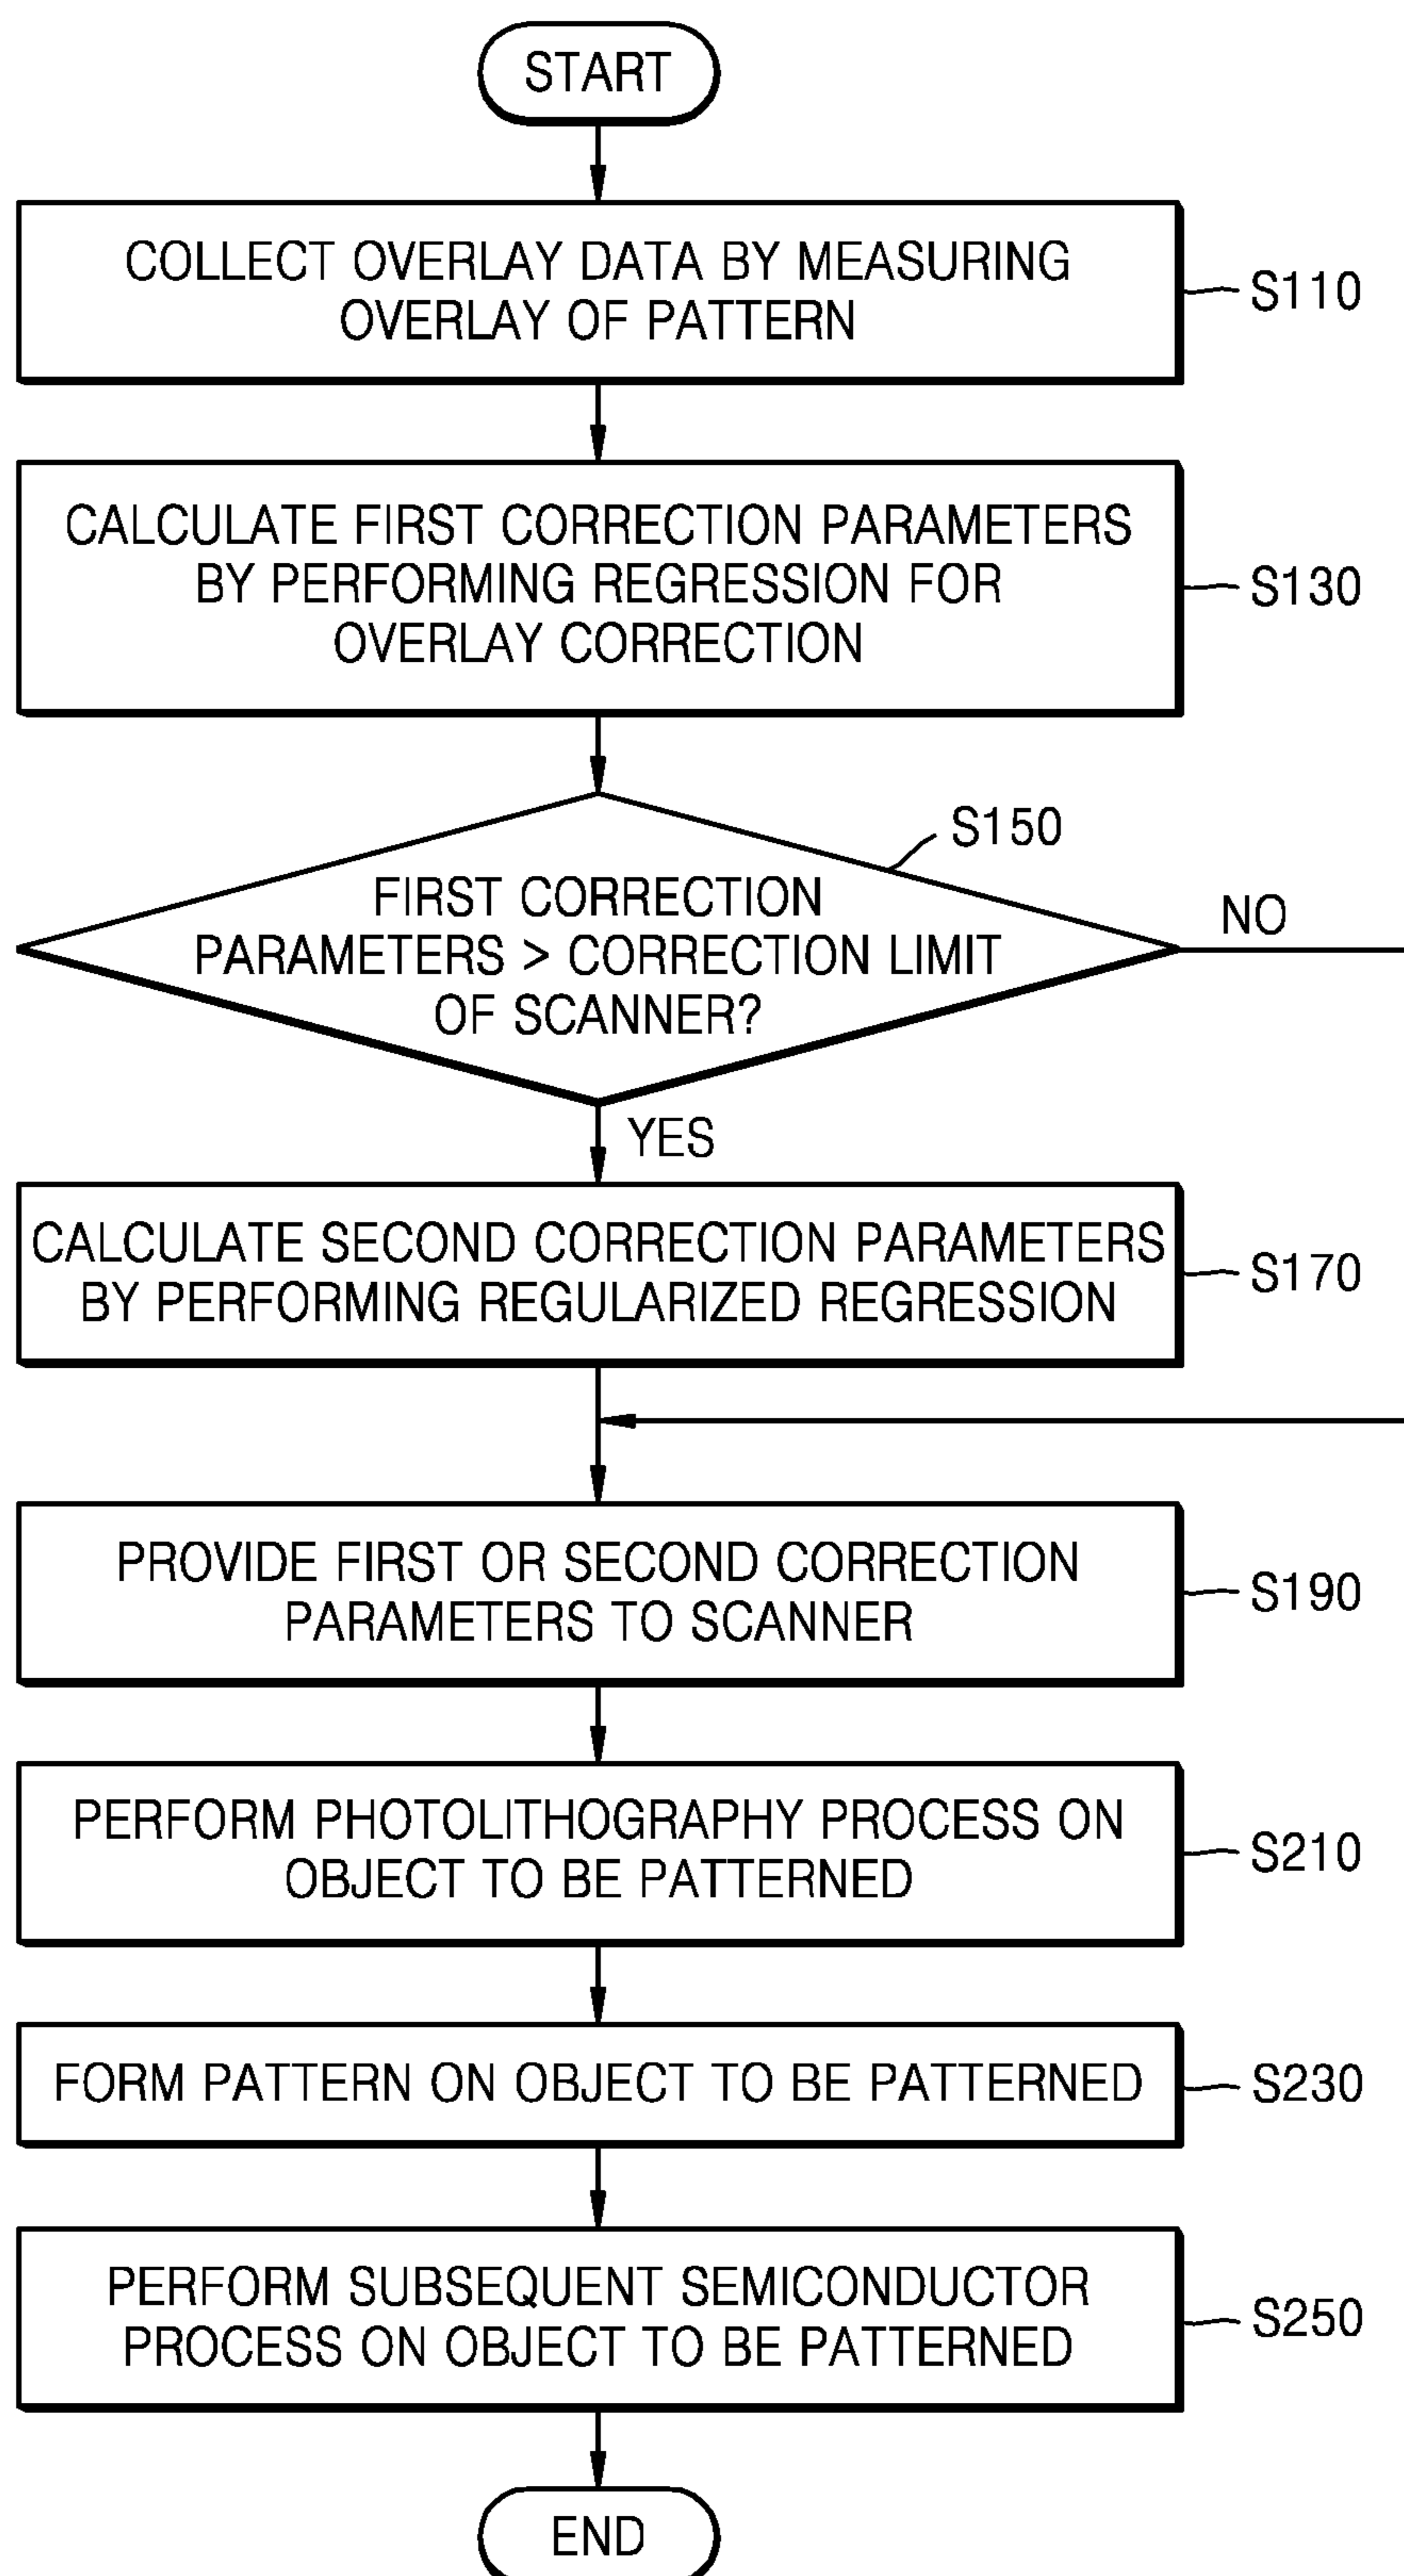 START
COLLECT OVERLAY DATA BY MEASURING
OVERLAY OF PATTERN
S110
CALCULATE FIRST CORRECTION PARAMETERS
BY PERFORMING REGRESSION FOR
OVERLAY CORRECTION
S130
S150
FIRST CORRECTION
PARAMETERS > CORRECTION LIMIT
OF SCANNER?
NO
YES
CALCULATE SECOND CORRECTION PARAMETERS
BY PERFORMING REGULARIZED REGRESSION
S170
PROVIDE FIRST OR SECOND CORRECTION
PARAMETERS TO SCANNER
S190
PERFORM PHOTOLITHOGRAPHY PROCESS ON
OBJECT TO BE PATTERNED
S210
FORM PATTERN ON OBJECT TO BE PATTERNED
S230
PERFORM SUBSEQUENT SEMICONDUCTOR
PROCESS ON OBJECT TO BE PATTERNED
S250
END